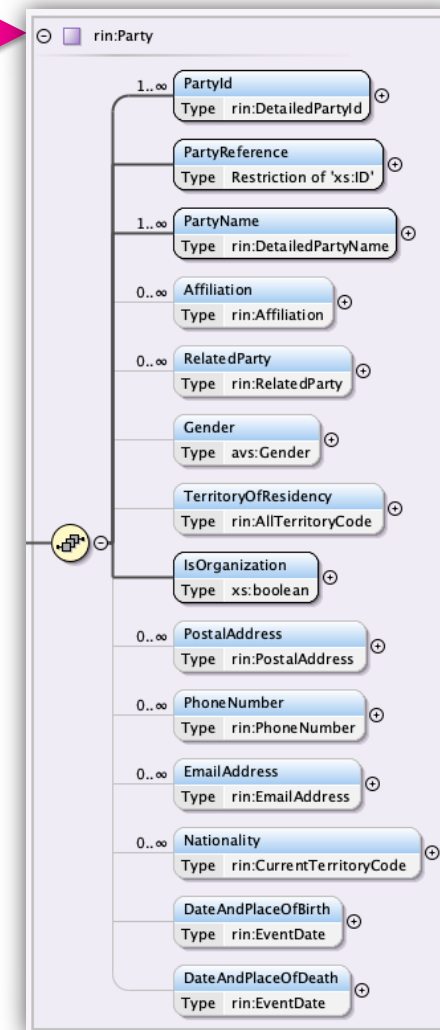 rin:Party
1..∞ PartyId
Type rin:DetailedPartyId
PartyReference
Type Restriction of 'xs:ID'
1..∞ PartyName
Type rin:DetailedPartyName
0..∞ Affiliation
Type rin:Affiliation
0..∞ RelatedParty
Type rin:RelatedParty
Gender
Type avs:Gender
TerritoryOfResidency
Type rin:AllTerritoryCode
IsOrganization
Type xs:boolean
0..∞ PostalAddress
Type rin:PostalAddress
0..∞ PhoneNumber
Type rin:PhoneNumber
0..∞ EmailAddress
Type rin:EmailAddress
0..∞ Nationality
Type rin:CurrentTerritoryCode
DateAndPlaceOfBirth
Type rin:EventDate
DateAndPlaceOfDeath
Type rin:EventDate